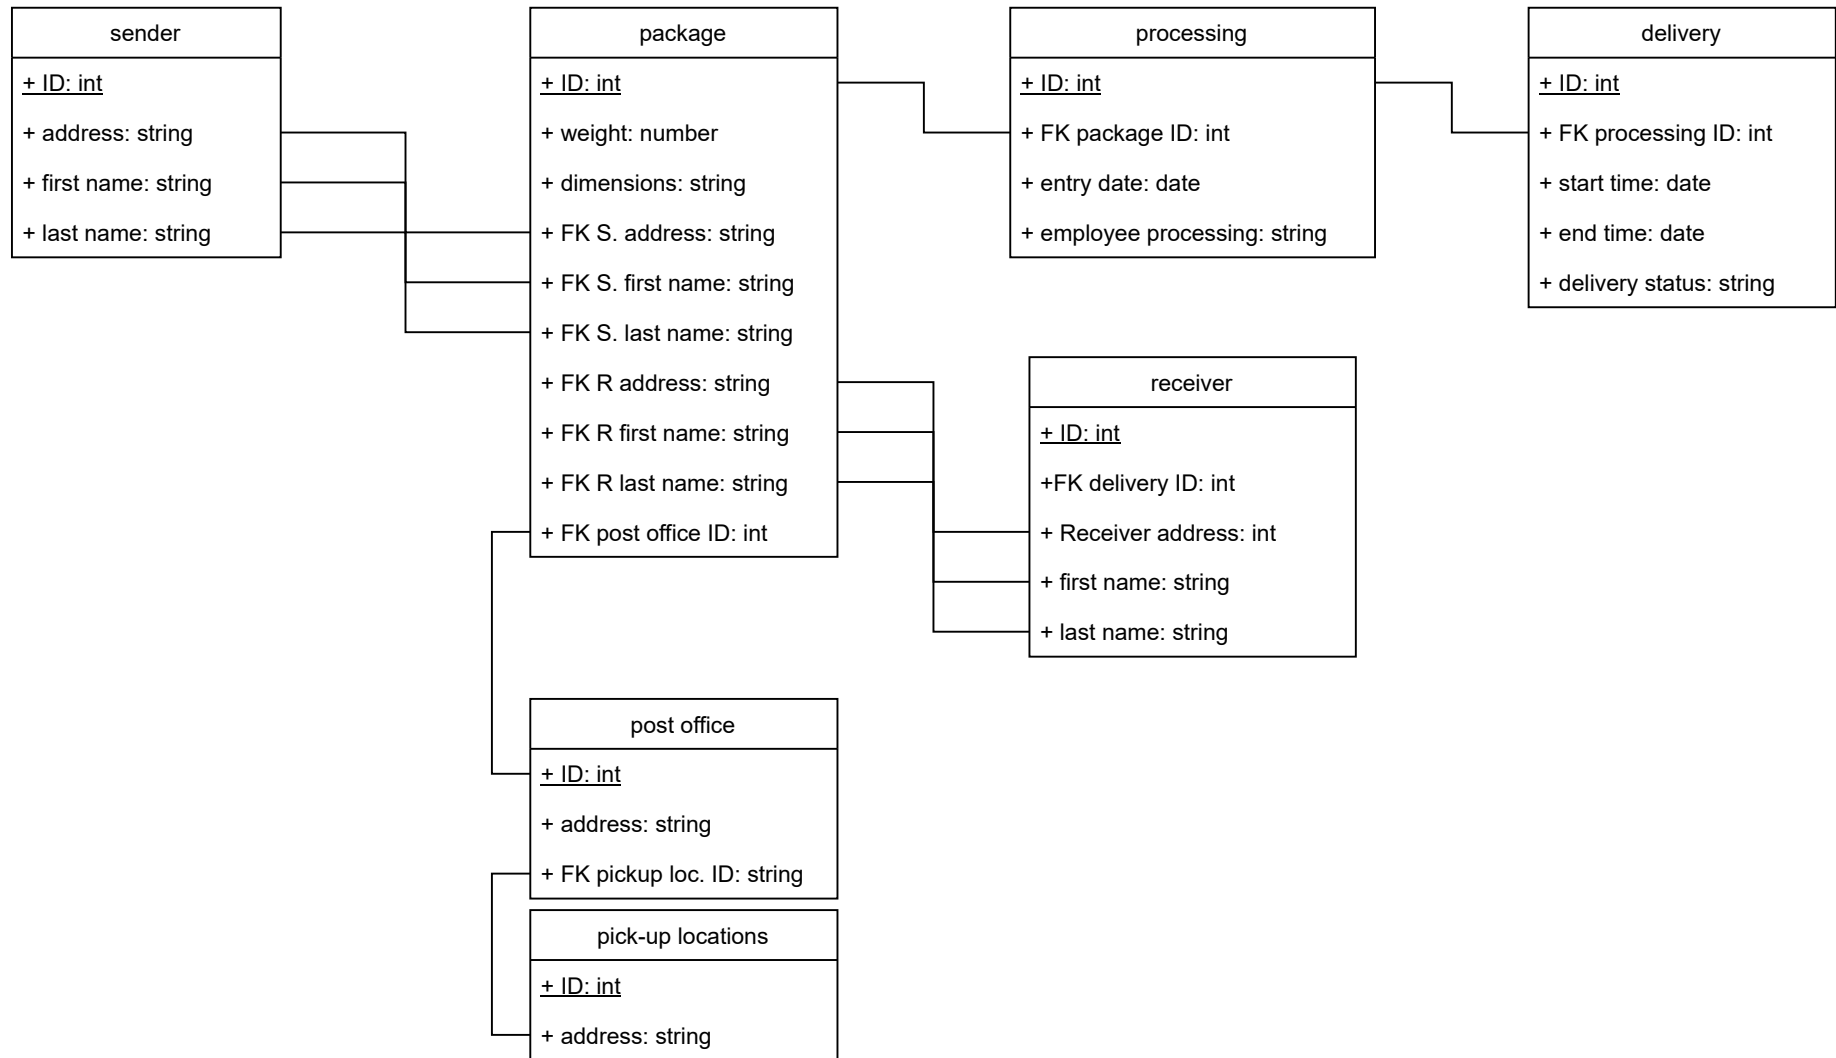 sender
+ ID: int
+ address: string
+ first name: string
+ last name: string
package
+ ID: int
+ weight: number
+ dimensions: string
+ FK S. address: string
+ FK S. first name: string
+ FK S. last name: string
+ FK R address: string
+ FK R first name: string
+ FK R last name: string
+ FK post office ID: int
processing
+ ID: int
+ FK package ID: int
+ entry date: date
+ employee processing: string
delivery
+ ID: int
+ FK processing ID: int
+ start time: date
+ end time: date
+ delivery status: string
receiver
+ ID: int
+FK delivery ID: int
+ Receiver address: int
+ first name: string
+ last name: string
post office
+ ID: int
+ address: string
+ FK pickup loc. ID: string
pick-up locations
+ ID: int
+ address: string